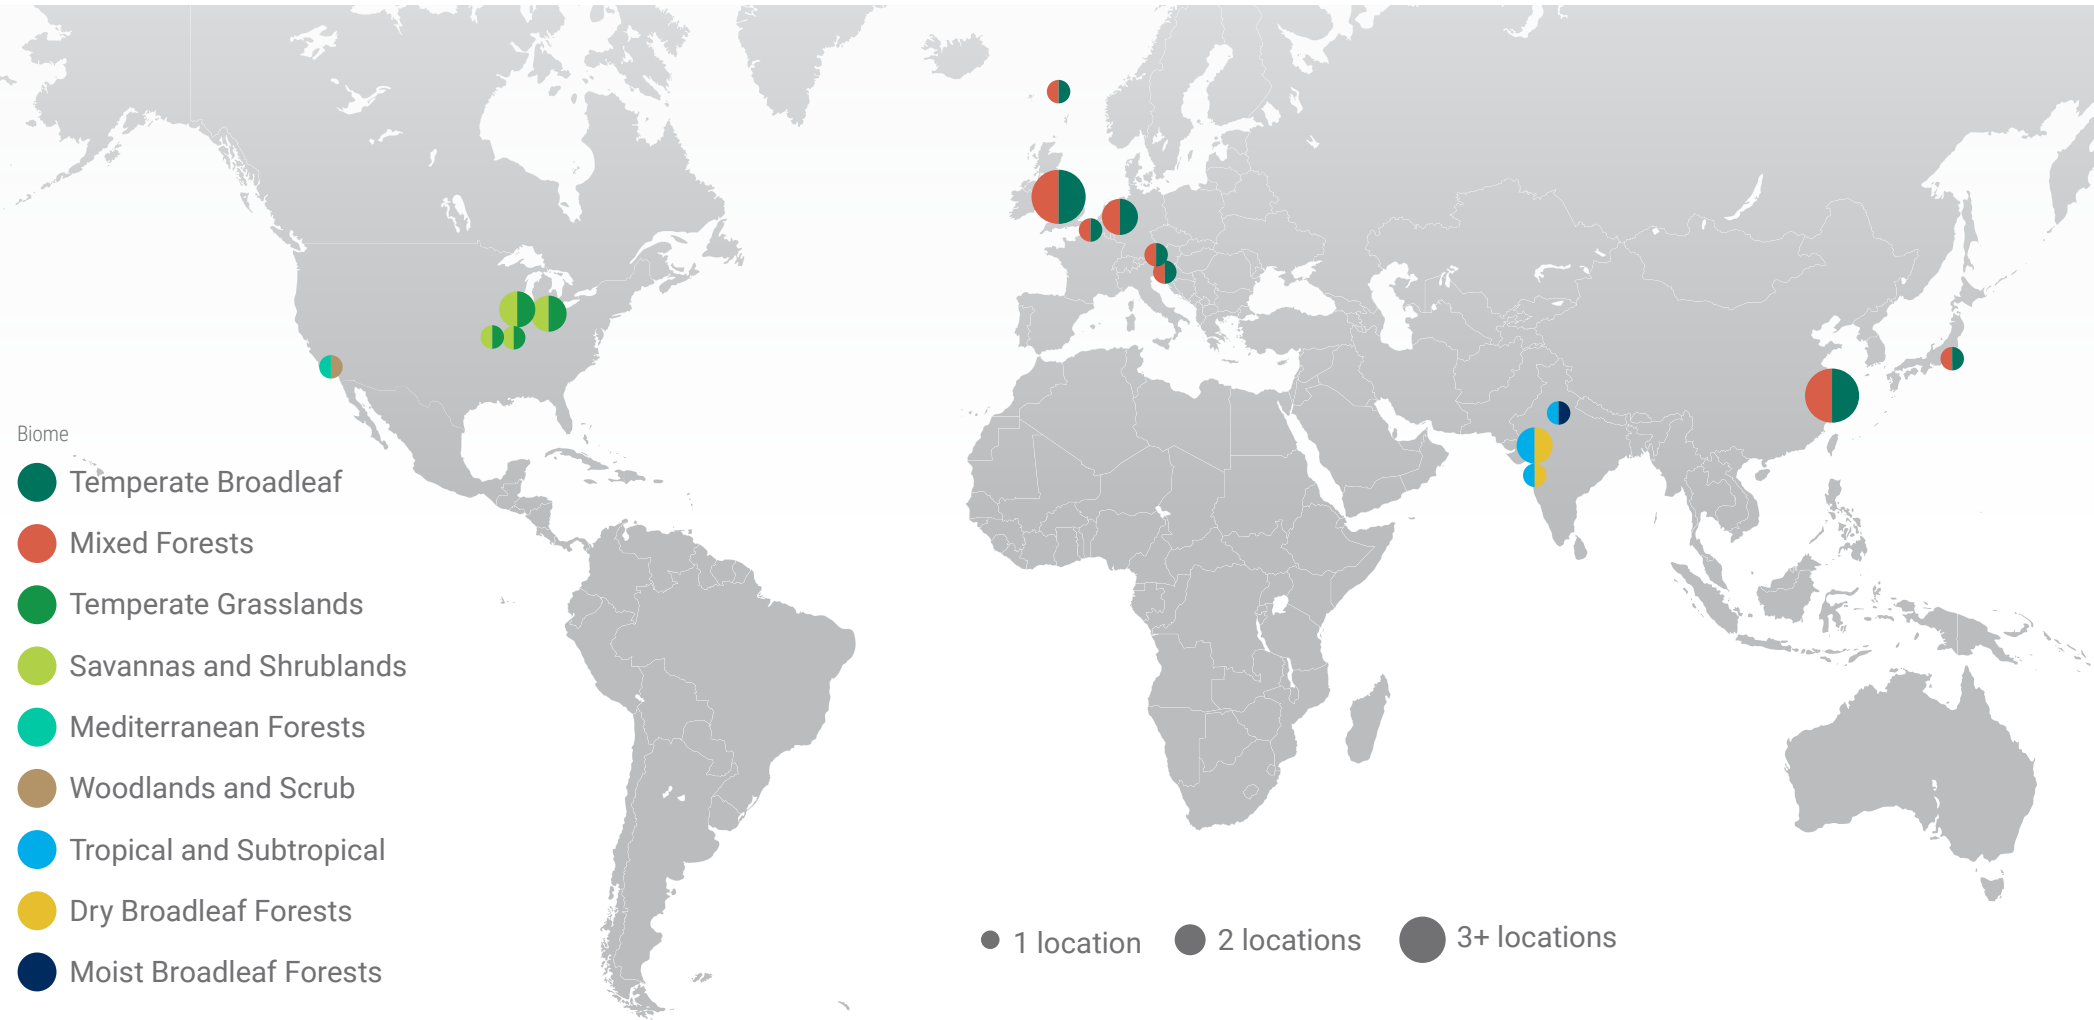 Biome
Temperate Broadleaf
Mixed Forests
Temperate Grasslands
Savannas and Shrublands
Mediterranean Forests
Woodlands and Scrub
Tropical and Subtropical
Dry Broadleaf Forests
Moist Broadleaf Forests
1 location
2 locations
3+ locations